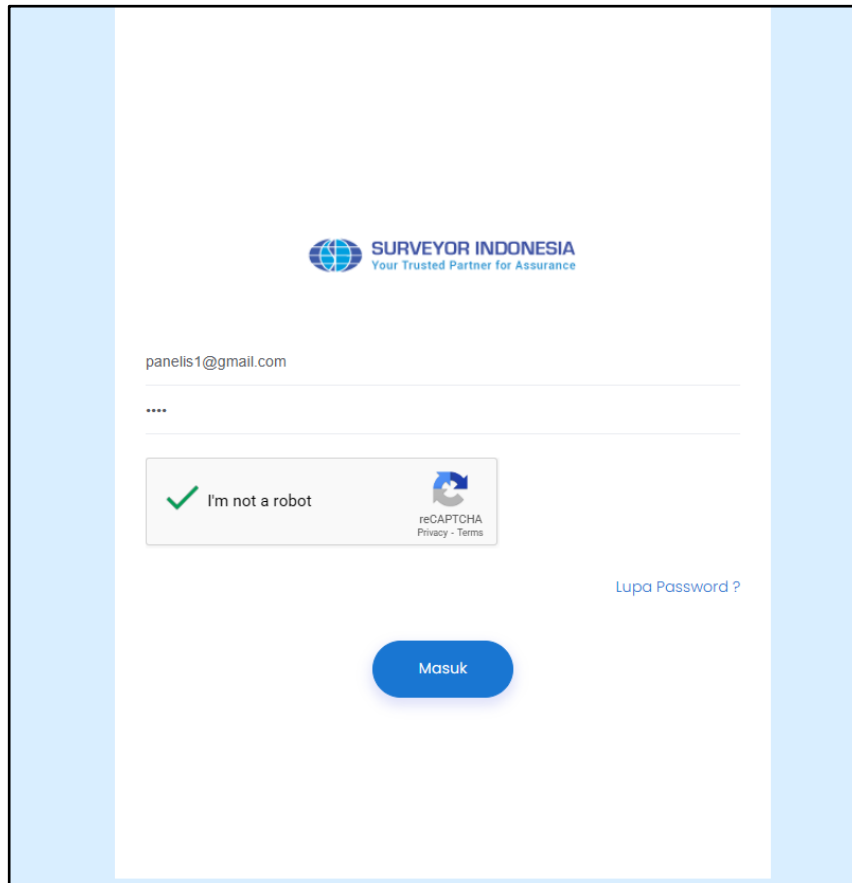 SURVEYOR INDONESIA
Your Trusted Partner for Assurance
panelis1@gmail.com
••••
I'm not a robot
reCAPTCHA
Privacy - Terms
Lupa Password ?
Masuk